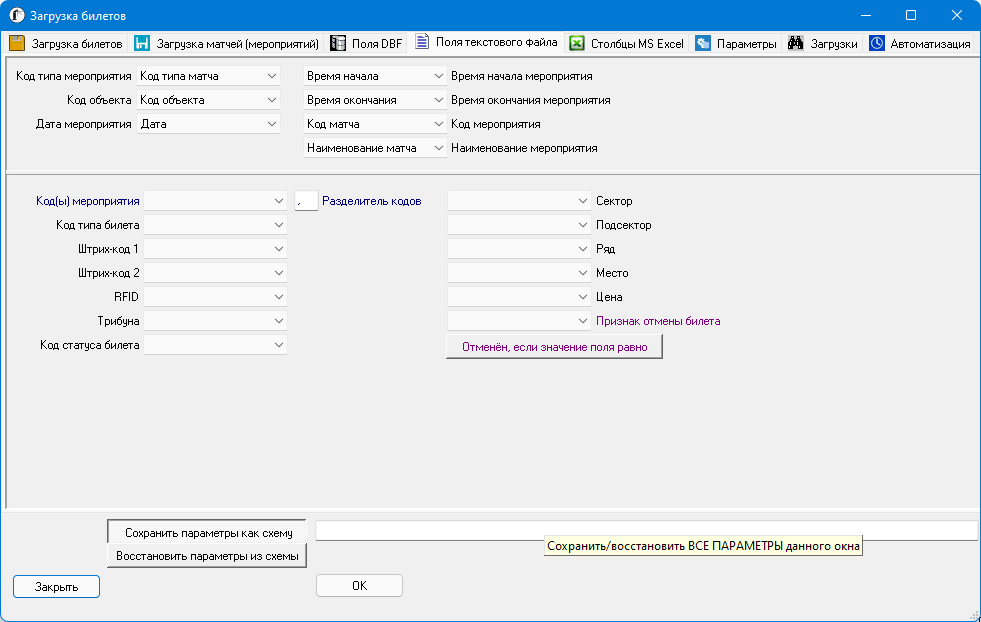 Загрузка билетов
Загрузка билетов Загрузка матчей (мероприятий) Поля DBF Поля текстового файла Столбцы MS Excel Параметры Загрузки Автоматизация
Код типа мероприятия Код типа матча Время начала Время начала мероприятия
Код объекта Код объекта Время окончания Время окончания мероприятия
Дата мероприятия Дата Код матча Код мероприятия
Наименование матча Наименование мероприятия
Код(ы) мероприятия , Разделитель кодов Сектор
Код типа билета Подсектор
Штрих-код 1 Ряд
Штрих-код 2 Место
RFID Цена
Трибуна Признак отмены билета
Код статуса билета Отменён, если значение поля равно
Сохранить параметры как схему
Сохранить/восстановить ВСЕ ПАРАМЕТРЫ данного окна
Восстановить параметры из схемы
Закрыть OK